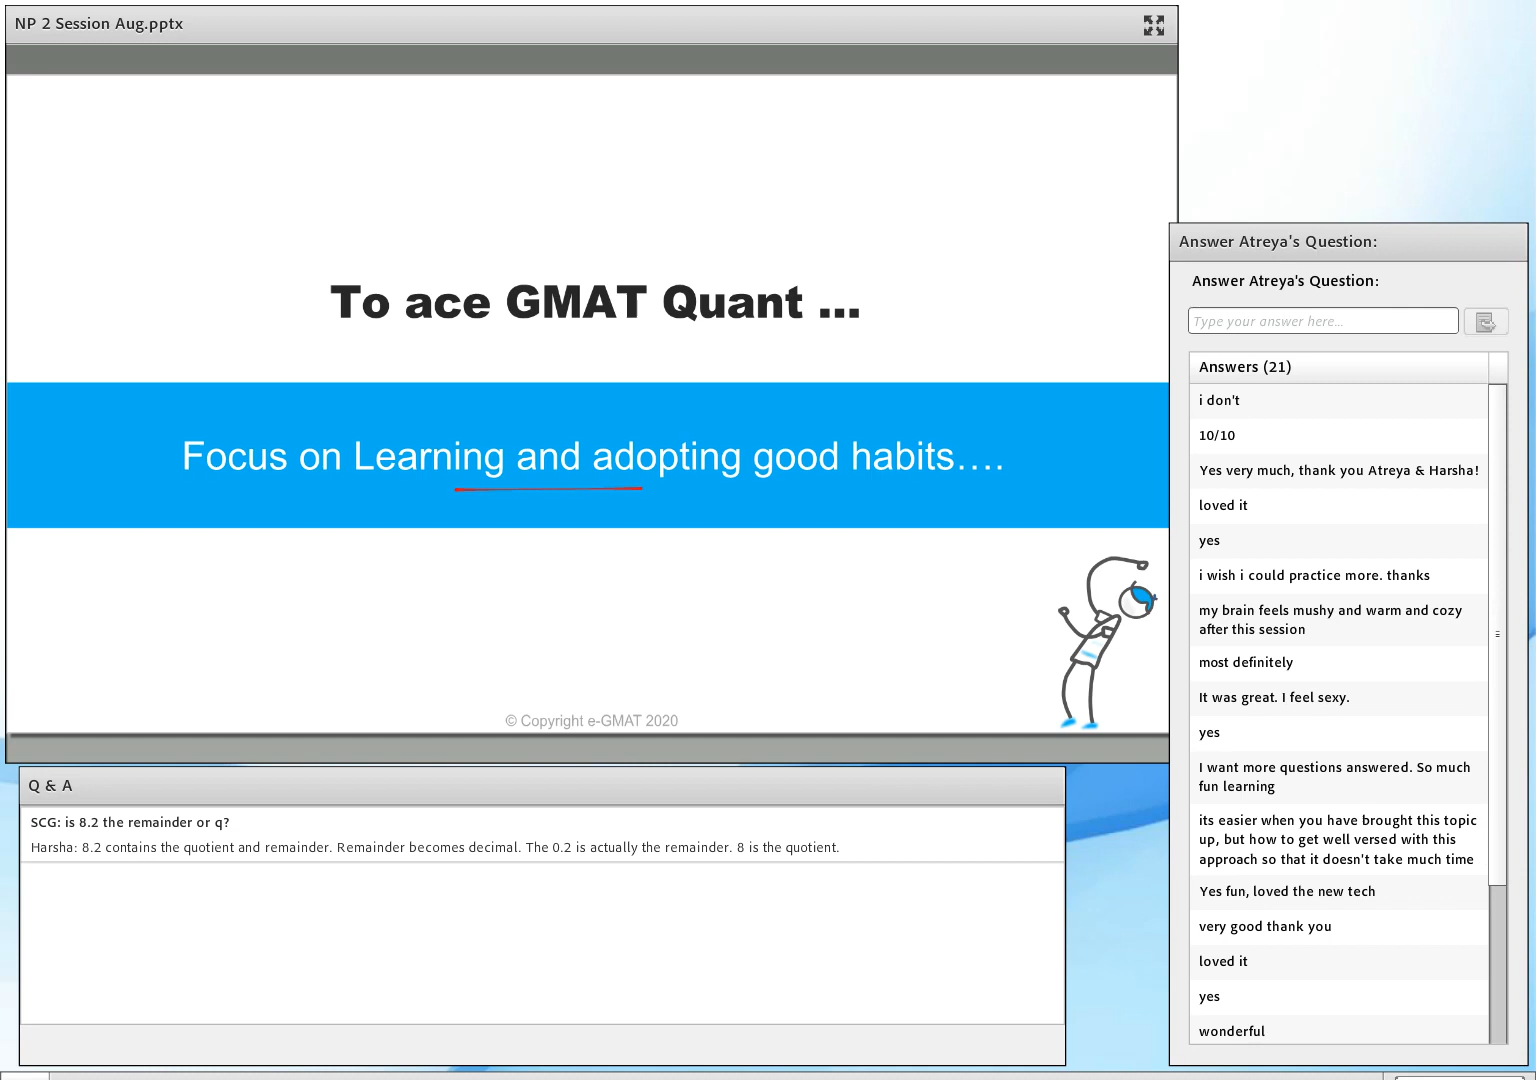 NP 2 Session Aug.pptx
To ace GMAT Quant ...
Focus on Learning and adopting good habits....
© Copyright e-GMAT 2020
Q & A
SCG: is 8.2 the remainder or q?
Harsha: 8.2 contains the quotient and remainder. Remainder becomes decimal. The 0.2 is actually the remainder. 8 is the quotient.
Answer Atreya's Question:
Answer Atreya's Question:
Type your answer here...
Answers (21)
i don't
10/10
Yes very much, thank you Atreya & Harsha!
loved it
yes
i wish i could practice more. thanks
my brain feels mushy and warm and cozy
after this session
most definitely
It was great. I feel sexy.
yes
I want more questions answered. So much
fun learning
its easier when you have brought this topic
up, but how to get well versed with this
approach so that it doesn't take much time
Yes fun, loved the new tech
very good thank you
loved it
yes
wonderful